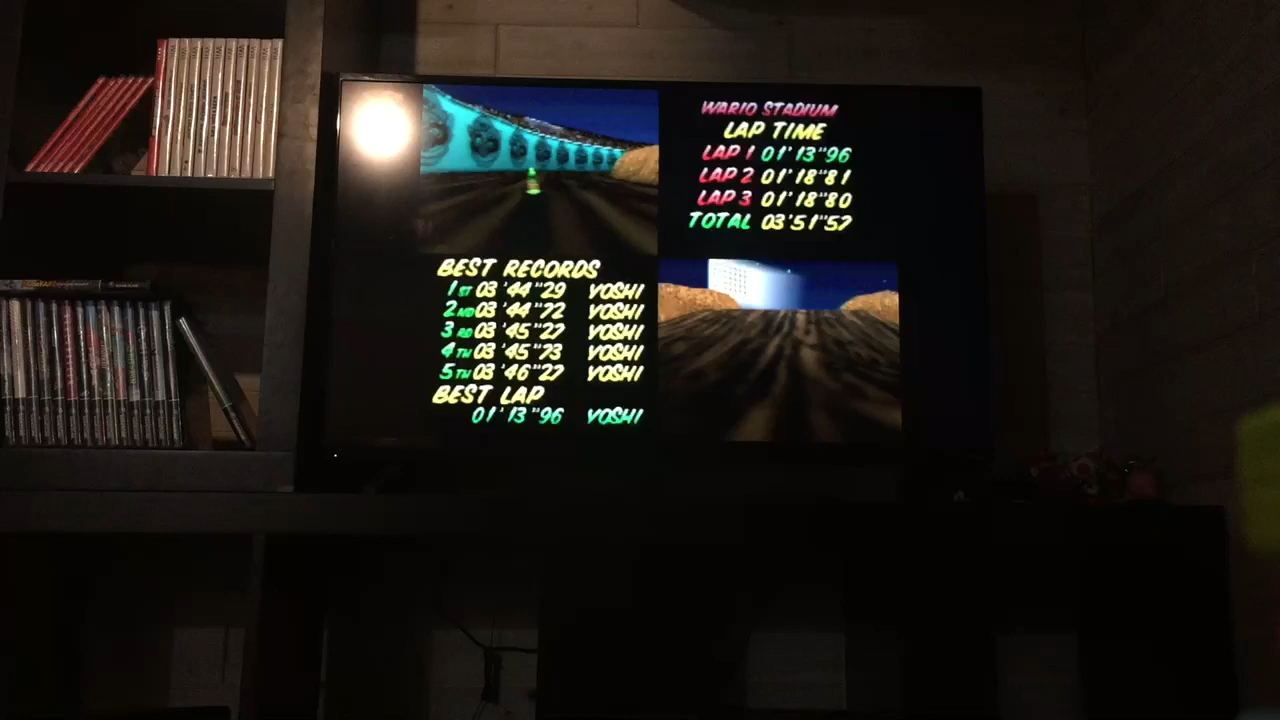 WARIO STADIUM
LAP TIME
LAP 1 01'13"96
LAP 2 01'18"81
LAP 3 01'18"80
TOTAL 03'51"57
BEST RECORDS
1ST 03'44"29 YOSHI
2ND 03'44"72 YOSHI
3RD 03'45"27 YOSHI
4TH 03'45"73 YOSHI
5TH 03'46"27 YOSHI
BEST LAP
01'13"96 YOSHI